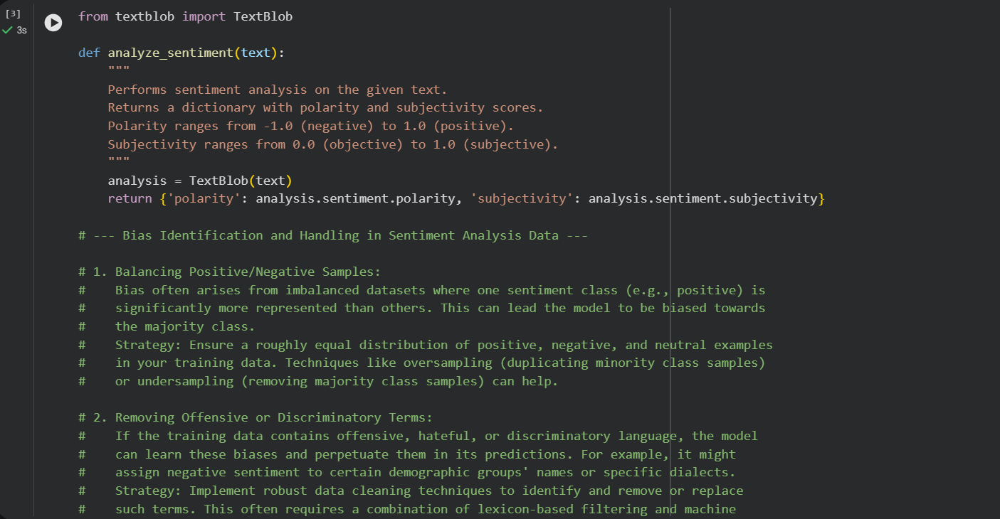 [3]
3s
from textblob import TextBlob
def analyze_sentiment(text):
"""
Performs sentiment analysis on the given text.
Returns a dictionary with polarity and subjectivity scores.
Polarity ranges from -1.0 (negative) to 1.0 (positive).
Subjectivity ranges from 0.0 (objective) to 1.0 (subjective).
"""
analysis = TextBlob(text)
return {'polarity': analysis.sentiment.polarity, 'subjectivity': analysis.sentiment.subjectivity}
# --- Bias Identification and Handling in Sentiment Analysis Data ---
# 1. Balancing Positive/Negative Samples:
#    Bias often arises from imbalanced datasets where one sentiment class (e.g., positive) is
#    significantly more represented than others. This can lead the model to be biased towards
#    the majority class.
#    Strategy: Ensure a roughly equal distribution of positive, negative, and neutral examples
#    in your training data. Techniques like oversampling (duplicating minority class samples)
#    or undersampling (removing majority class samples) can help.
# 2. Removing Offensive or Discriminatory Terms:
#    If the training data contains offensive, hateful, or discriminatory language, the model
#    can learn these biases and perpetuate them in its predictions. For example, it might
#    assign negative sentiment to certain demographic groups' names or specific dialects.
#    Strategy: Implement robust data cleaning techniques to identify and remove or replace
#    such terms. This often requires a combination of lexicon-based filtering and machine